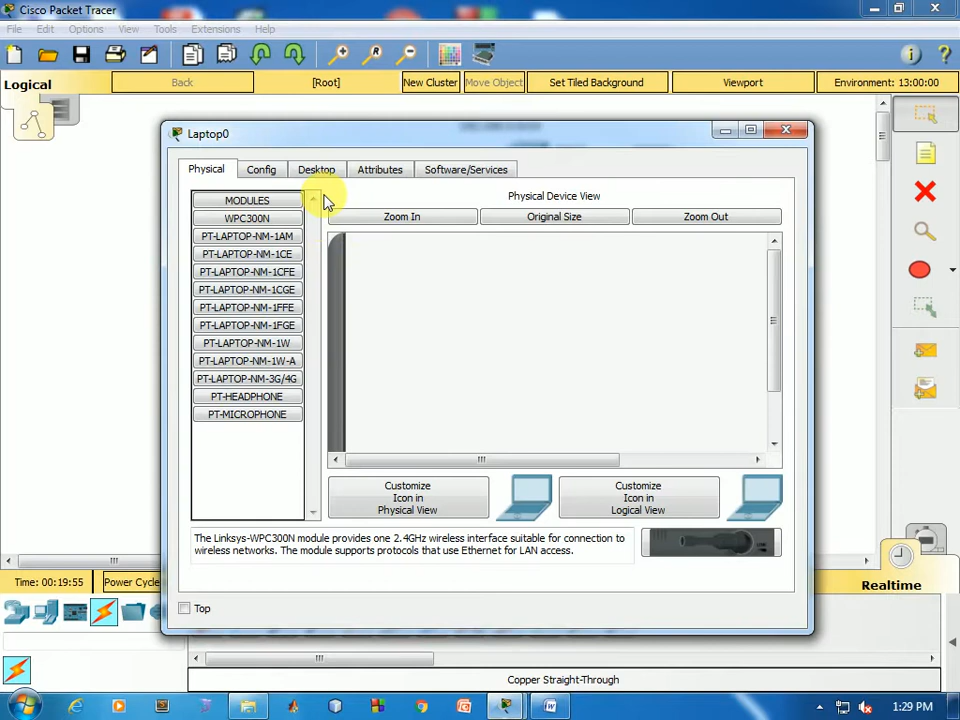 Cisco Packet Tracer
File Edit Options View Tools Extensions Help
Logical Back [Root] New Cluster Move Object Set Tiled Background Viewport Environment: 13:00:00
Laptop0
Physical Config Desktop Attributes Software/Services
MODULES
WPC300N
PT-LAPTOP-NM-1AM
PT-LAPTOP-NM-1CE
PT-LAPTOP-NM-1CFE
PT-LAPTOP-NM-1CGE
PT-LAPTOP-NM-1FFE
PT-LAPTOP-NM-1FGE
PT-LAPTOP-NM-1W
PT-LAPTOP-NM-1W-A
PT-LAPTOP-NM-3G/4G
PT-HEADPHONE
PT-MICROPHONE
Physical Device View
Zoom In Original Size Zoom Out
Customize
Icon in
Physical View
Customize
Icon in
Logical View
The Linksys-WPC300N module provides one 2.4GHz wireless interface suitable for connection to
wireless networks. The module supports protocols that use Ethernet for LAN access.
Top
Time: 00:19:55 Power Cycle
Realtime
Copper Straight-Through
1:29 PM